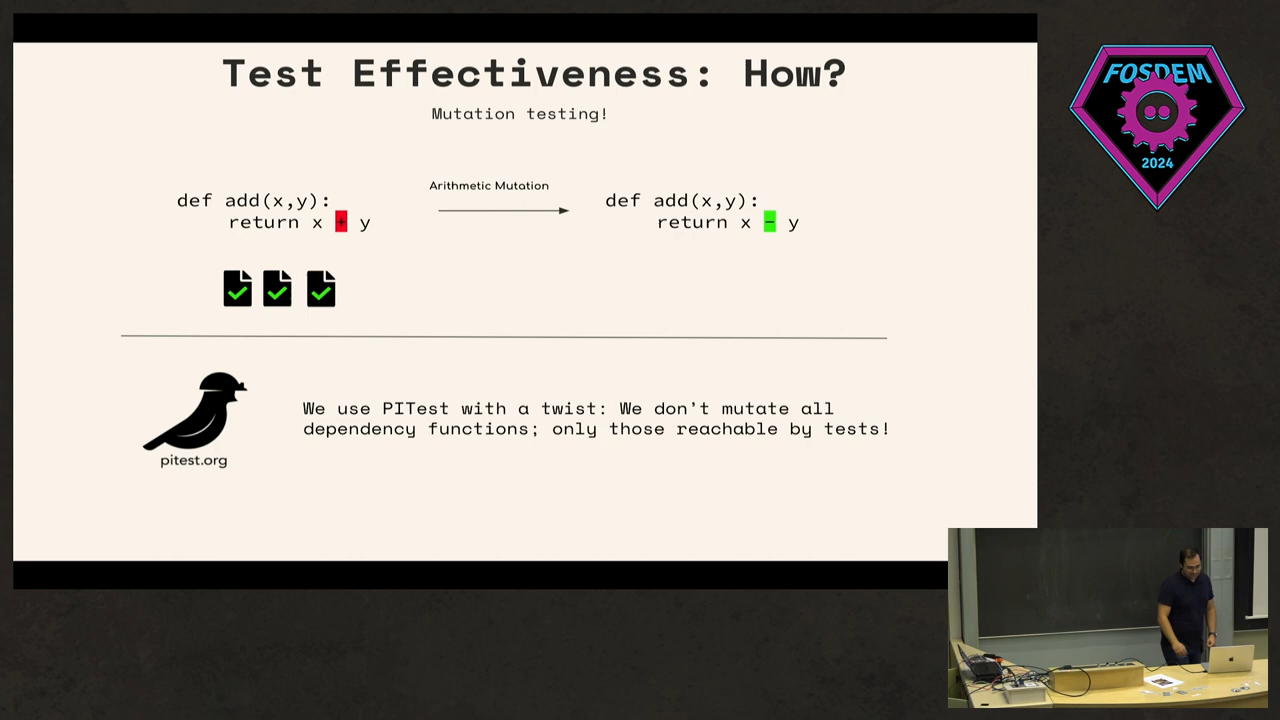 Test Effectiveness: How?
Mutation testing!
Arithmetic Mutation
def add(x,y):
return x + y
def add(x,y):
return x - y
We use PITest with a twist: We don't mutate all
dependency functions; only those reachable by tests!
pitest.org
FOSDEM
2024